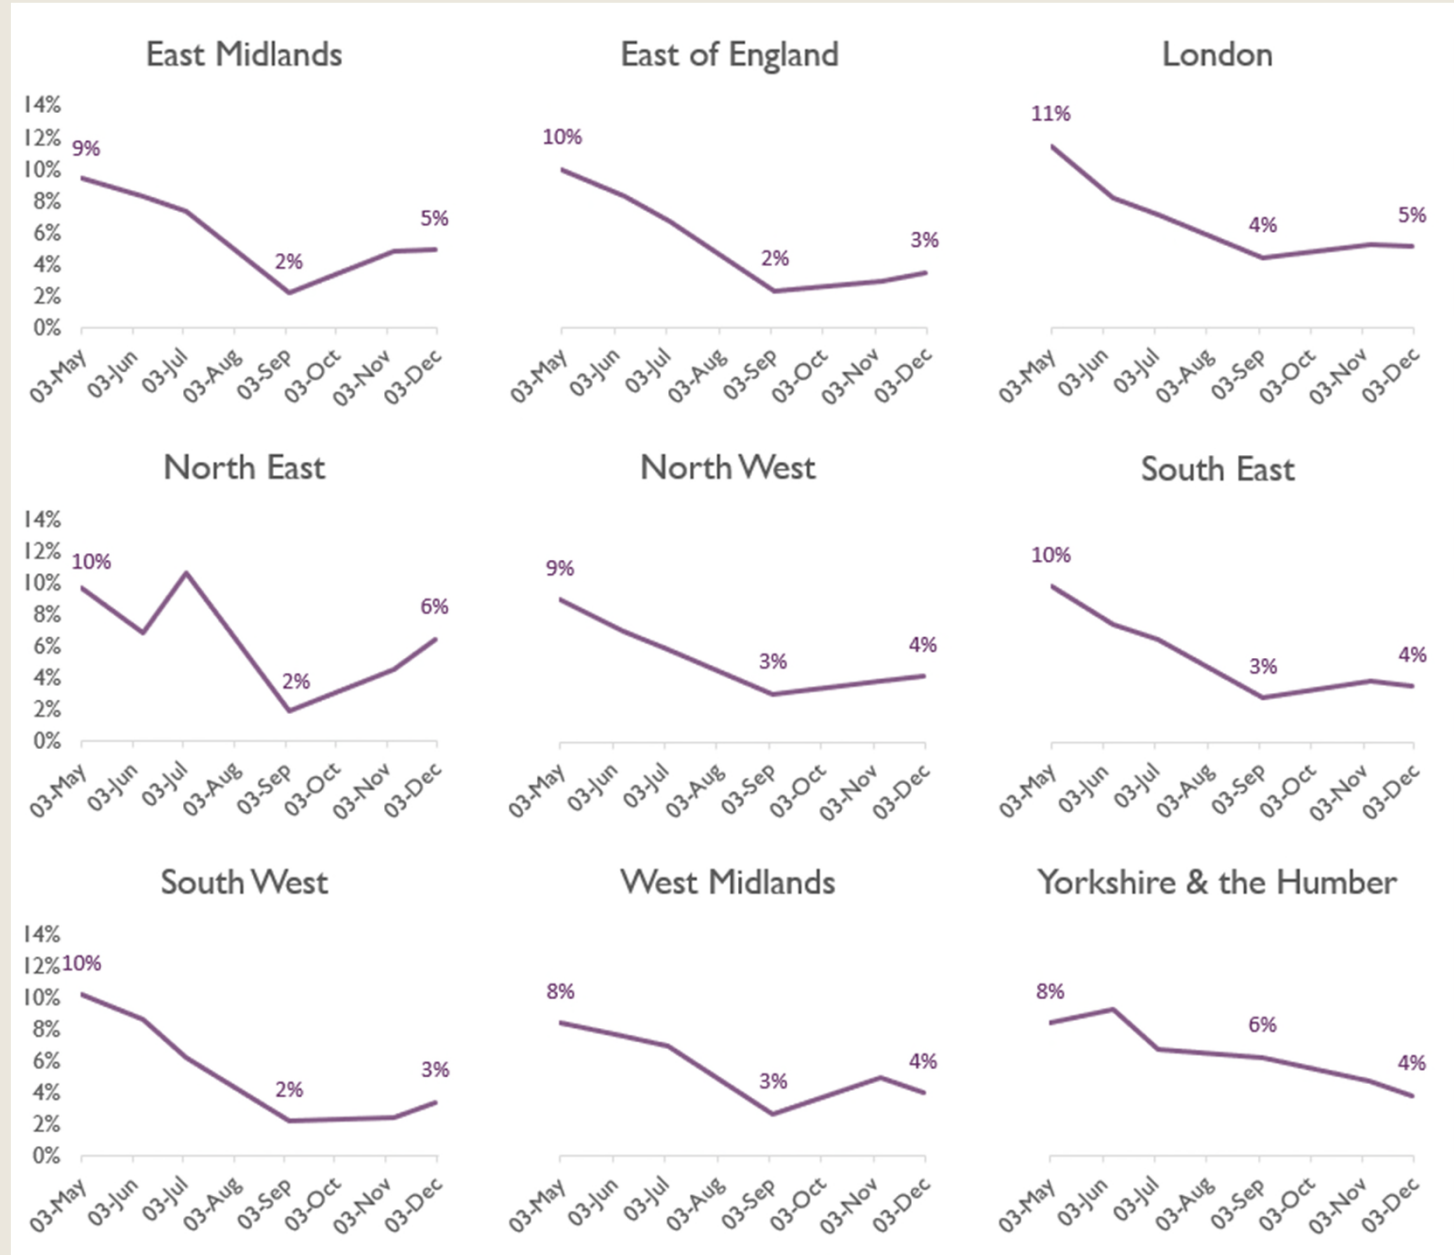 East Midlands
East of England
London
14%
12%
10%
8%
6%
4%
2%
0%
9%
2%
5%
10%
2%
3%
11%
4%
5%
03-May 03-Jun 03-Jul 03-Aug 03-Sep 03-Oct 03-Nov 03-Dec
03-May 03-Jun 03-Jul 03-Aug 03-Sep 03-Oct 03-Nov 03-Dec
03-May 03-Jun 03-Jul 03-Aug 03-Sep 03-Oct 03-Nov 03-Dec
North East
North West
South East
14%
12%
10%
8%
6%
4%
2%
0%
10%
2%
6%
9%
3%
4%
10%
3%
4%
03-May 03-Jun 03-Jul 03-Aug 03-Sep 03-Oct 03-Nov 03-Dec
03-May 03-Jun 03-Jul 03-Aug 03-Sep 03-Oct 03-Nov 03-Dec
03-May 03-Jun 03-Jul 03-Aug 03-Sep 03-Oct 03-Nov 03-Dec
South West
West Midlands
Yorkshire & the Humber
14%
12%
10%
8%
6%
4%
2%
0%
10%
2%
3%
8%
3%
4%
8%
6%
4%
03-May 03-Jun 03-Jul 03-Aug 03-Sep 03-Oct 03-Nov 03-Dec
03-May 03-Jun 03-Jul 03-Aug 03-Sep 03-Oct 03-Nov 03-Dec
03-May 03-Jun 03-Jul 03-Aug 03-Sep 03-Oct 03-Nov 03-Dec